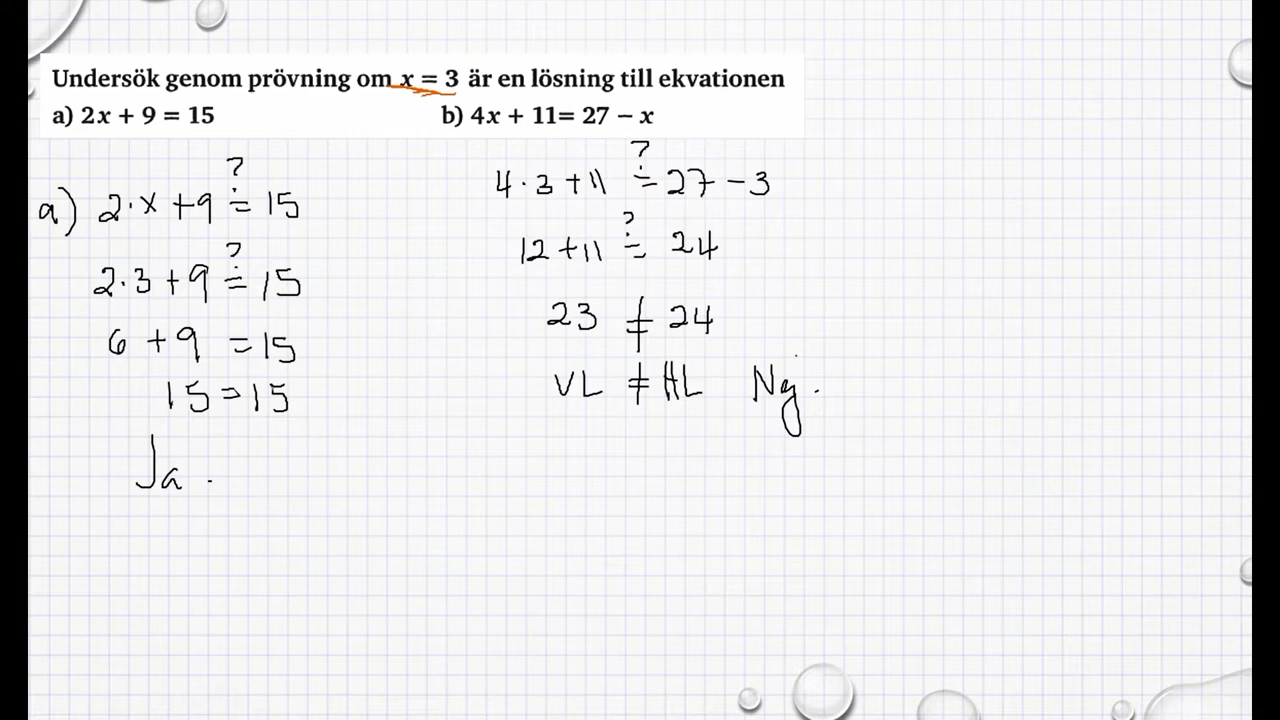 Undersök genom prövning om x = 3 är en lösning till ekvationen
a) 2x + 9 = 15
b) 4x + 11= 27 − x
?
a) 2·x +9 = 15
?
2·3 +9 = 15
6 +9 = 15
15=15
Ja.
?
4·3 +11 = 27 -3
?
12 +11 = 24
23 ≠ 24
VL ≠ HL Nej.